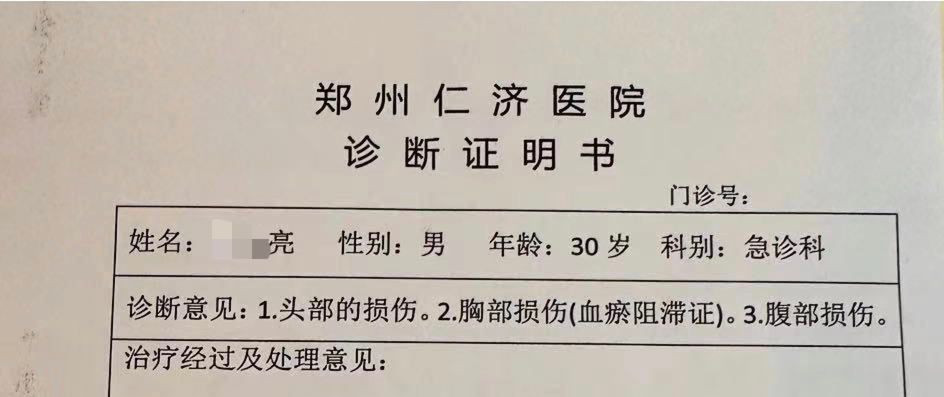 郑州仁济医院
诊断证明书
门诊号：
姓名： 亮 性别：男 年龄：30岁 科别：急诊科
诊断意见：1.头部的损伤。2.胸部损伤(血瘀阻滞证)。3.腹部损伤。
治疗经过及处理意见：